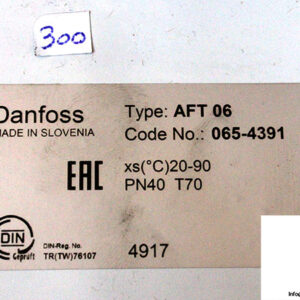 300
Danfoss
MADE IN SLOVENIA
Type: AFT 06
Code No.: 065-4391
EAC
xs(°C)20-90
PN40 T70
DIN
Geprüft
DIN-Reg. No.
TR(TW)76107
4917